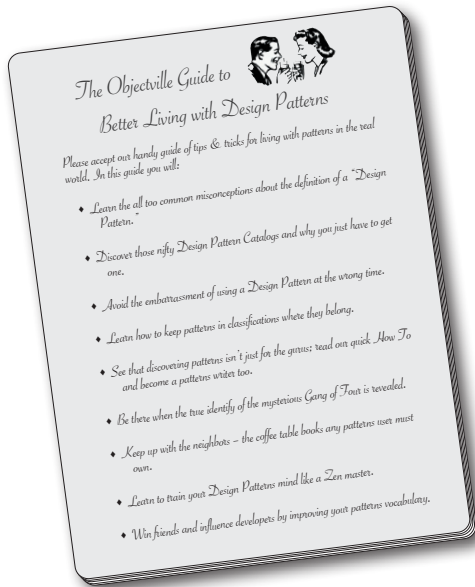 The Objectville Guide to
Better Living with Design Patterns
Please accept our handy guide of tips & tricks for living with patterns in the real
world. In this guide you will:
♦ Learn the all too common misconceptions about the definition of a "Design
Pattern."
♦ Discover those nifty Design Pattern Catalogs and why you just have to get
one.
♦ Avoid the embarrassment of using a Design Pattern at the wrong time.
♦ Learn how to keep patterns in classifications where they belong.
♦ See that discovering patterns isn't just for the gurus; read our quick How To
and become a patterns writer too.
♦ Be there when the true identify of the mysterious Gang of Four is revealed.
♦ Keep up with the neighbors – the coffee table books any patterns user must
own.
♦ Learn to train your Design Patterns mind like a Zen master.
♦ Win friends and influence developers by improving your patterns vocabulary.